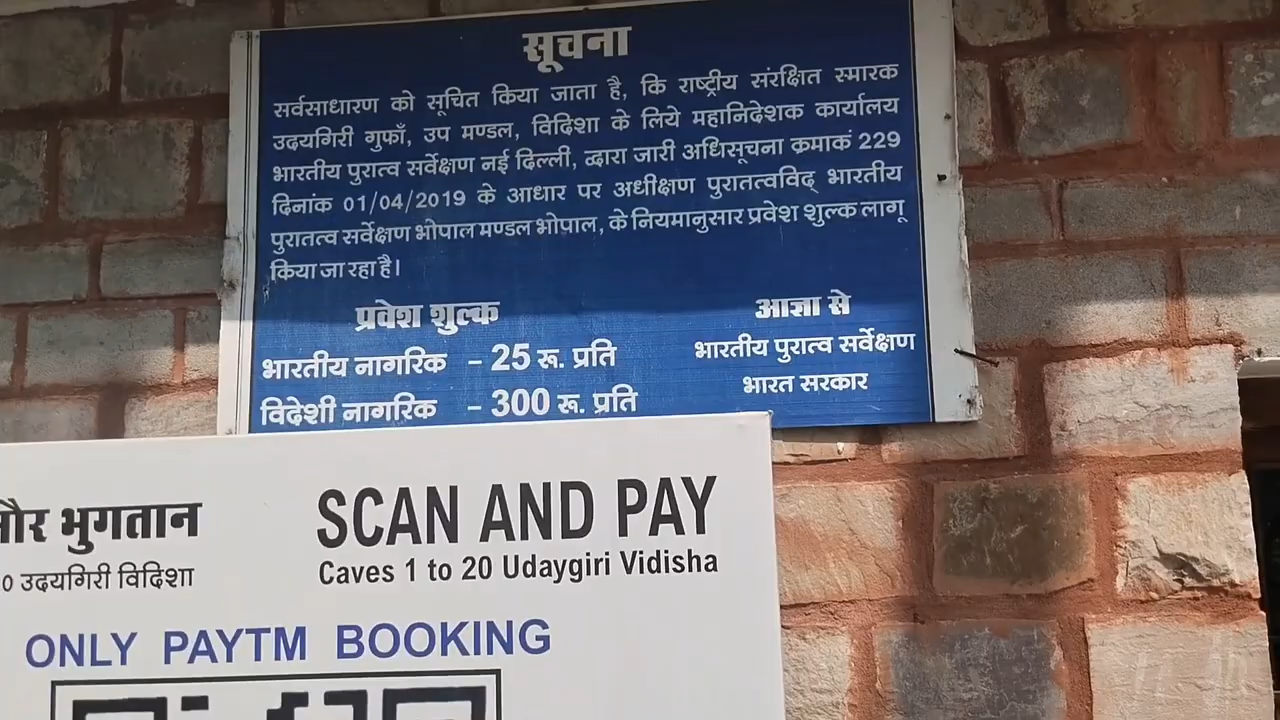 सूचना
सर्वसाधारण को सूचित किया जाता है, कि राष्ट्रीय संरक्षित स्मारक
उदयगिरी गुफाँ, उप मण्डल, विदिशा के लिये महानिदेशक कार्यालय
भारतीय पुरात्व सर्वेक्षण नई दिल्ली, द्वारा जारी अधिसूचना क्रमाकं 229
दिनांक 01/04/2019 के आधार पर अधीक्षण पुरातत्वविद् भारतीय
पुरातत्व सर्वेक्षण भोपाल मण्डल भोपाल, के नियमानुसार प्रवेश शुल्क लागू
किया जा रहा है।
प्रवेश शुल्क
भारतीय नागरिक - 25 रू. प्रति
विदेशी नागरिक - 300 रू. प्रति
आज्ञा से
भारतीय पुरात्व सर्वेक्षण
भारत सरकार
और भुगतान
0 उदयगिरी विदिशा
SCAN AND PAY
Caves 1 to 20 Udaygiri Vidisha
ONLY PAYTM BOOKING